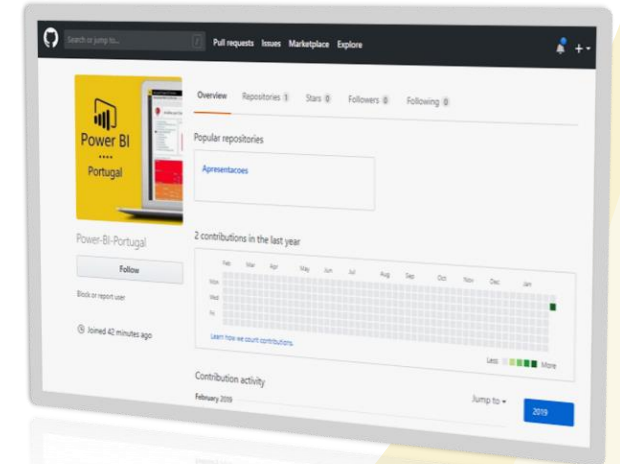 Search or jump to...
/
Pull requests Issues Marketplace Explore
Power BI
Portugal
Power-BI-Portugal
Follow
Block or report user
Joined 42 minutes ago
Overview Repositories 1 Stars 0 Followers 0 Following 0
Popular repositories
Apresentacoes
2 contributions in the last year
Feb Mar Apr May Jun Jul Aug Sep Oct Nov Dec Jan
Mon
Wed
Fri
Learn how we count contributions.
Less More
Contribution activity
Jump to
2019
February 2019